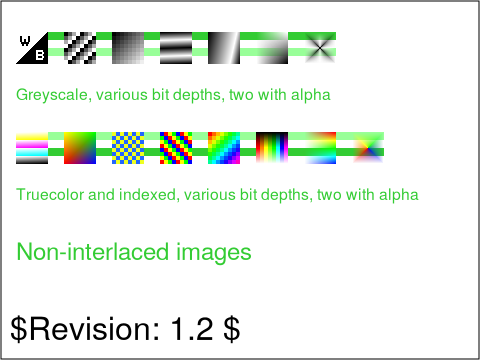 W
B
Greyscale, various bit depths, two with alpha
Truecolor and indexed, various bit depths, two with alpha
Non-interlaced images
$Revision: 1.2 $